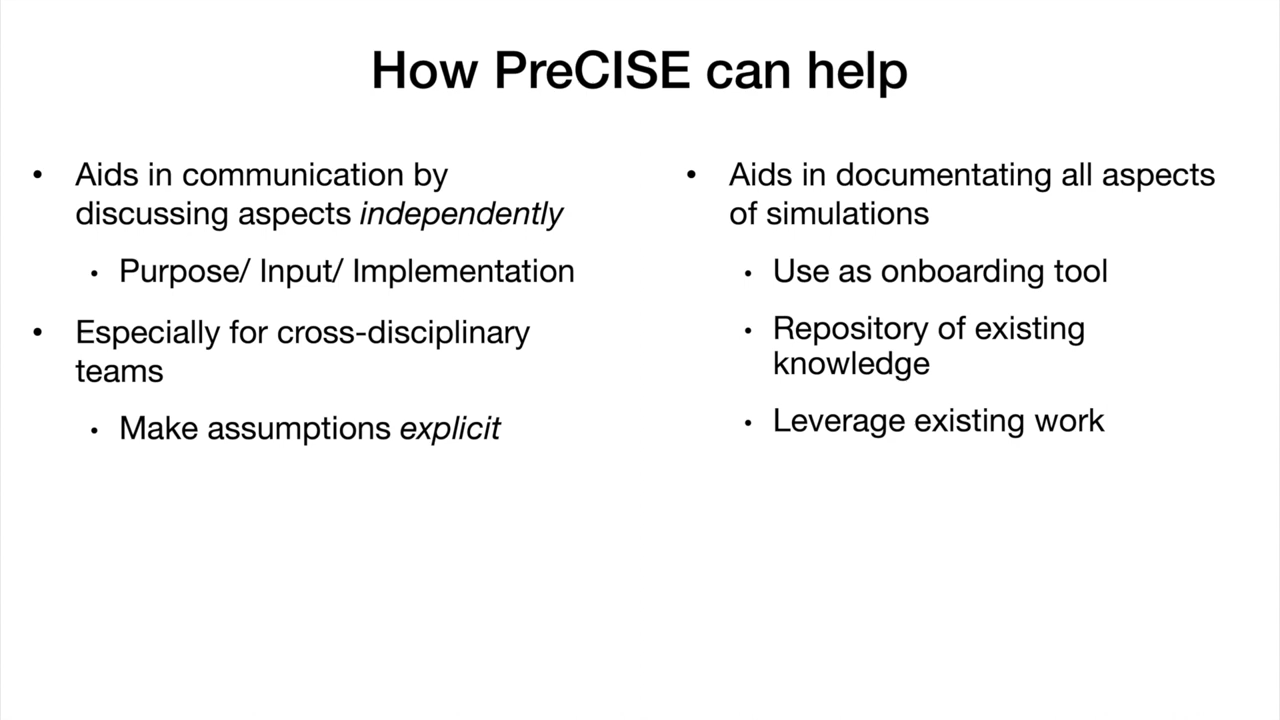 How PreCISE can help
• Aids in communication by
discussing aspects independently
• Purpose/ Input/ Implementation
• Especially for cross-disciplinary
teams
• Make assumptions explicit
• Aids in documentating all aspects
of simulations
• Use as onboarding tool
• Repository of existing
knowledge
• Leverage existing work